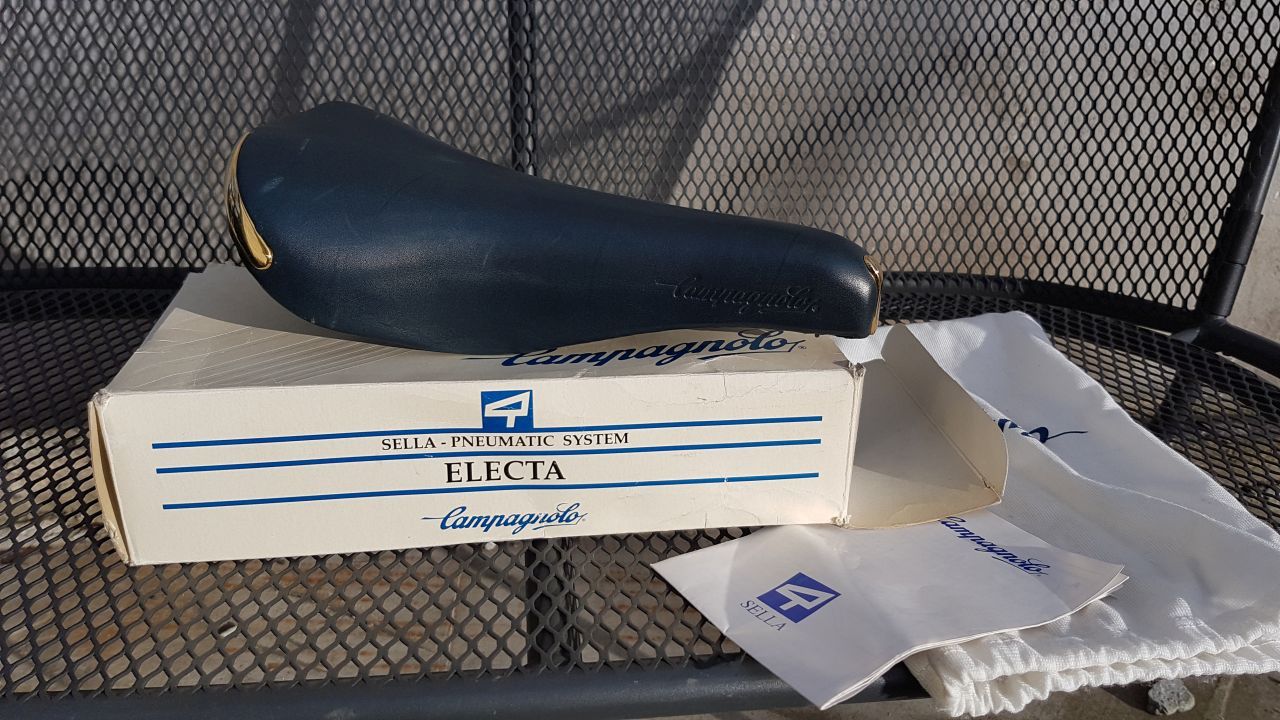 Campagnolo
Campagnolo®
4
SELLA - PNEUMATIC SYSTEM
ELECTA
Campagnolo®
Campagnolo®
4
SELLA